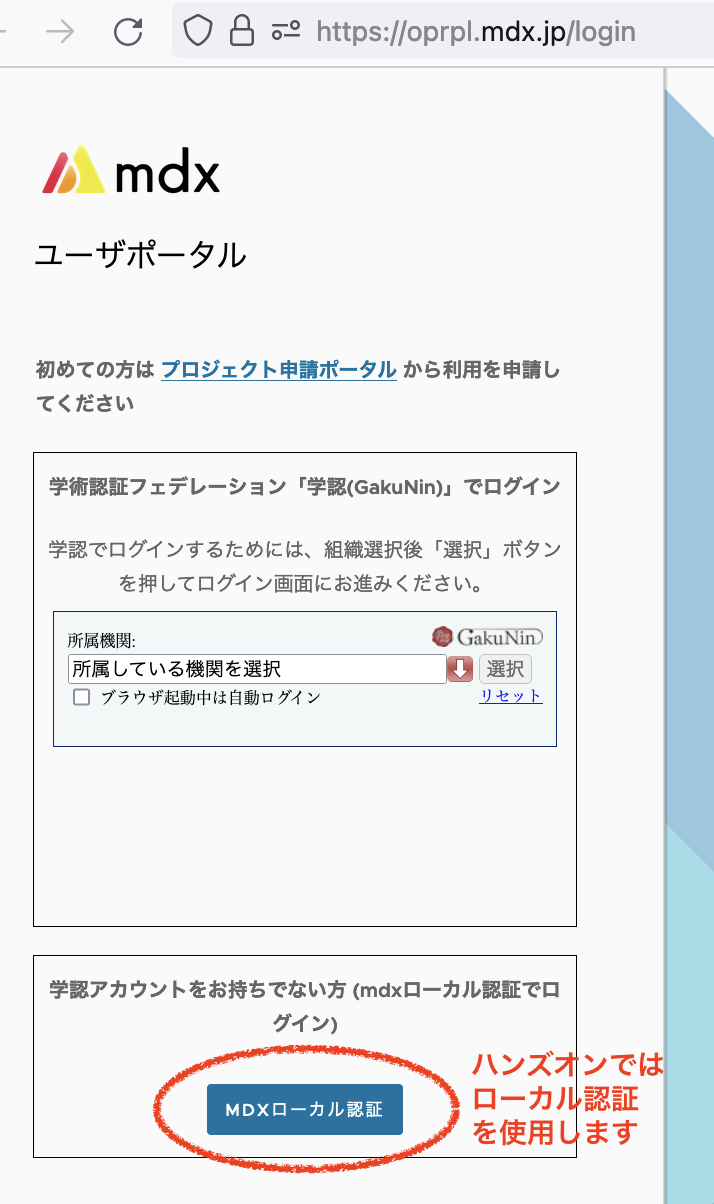 https://oprpl.mdx.jp/login
mdx
ユーザポータル
初めての方は プロジェクト申請ポータル から利用を申請し
てください
学術認証フェデレーション「学認(GakuNin)」でログイン
学認でログインするためには、組織選択後「選択」ボタン
を押してログイン画面にお進みください。
所属機関:
GakuNin
所属している機関を選択
選択
ブラウザ起動中は自動ログイン
リセット
学認アカウントをお持ちでない方 (mdxローカル認証でロ
グイン)
MDXローカル認証
ハンズオンでは
ローカル認証
を使用します